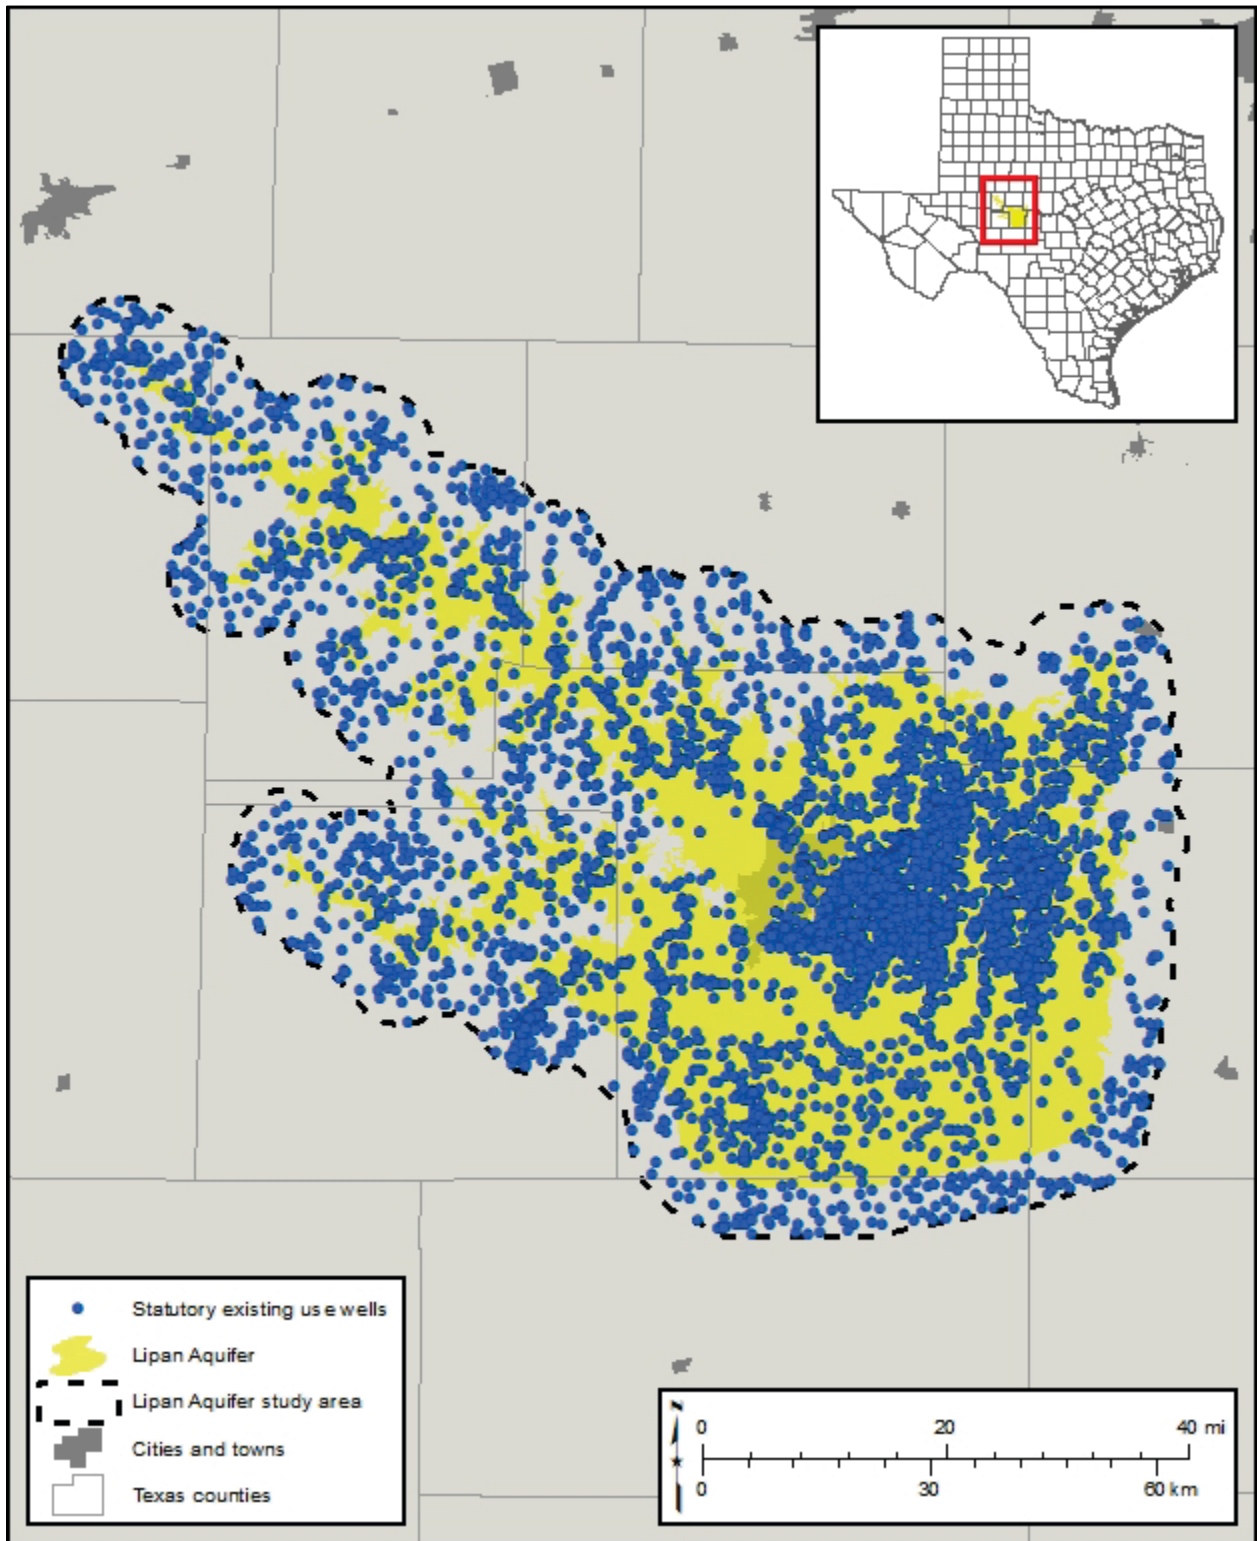 Statutory existing use wells
Lipan Aquifer
Lipan Aquifer study area
Cities and towns
Texas counties
N
0 20 40 mi
0 30 60 km